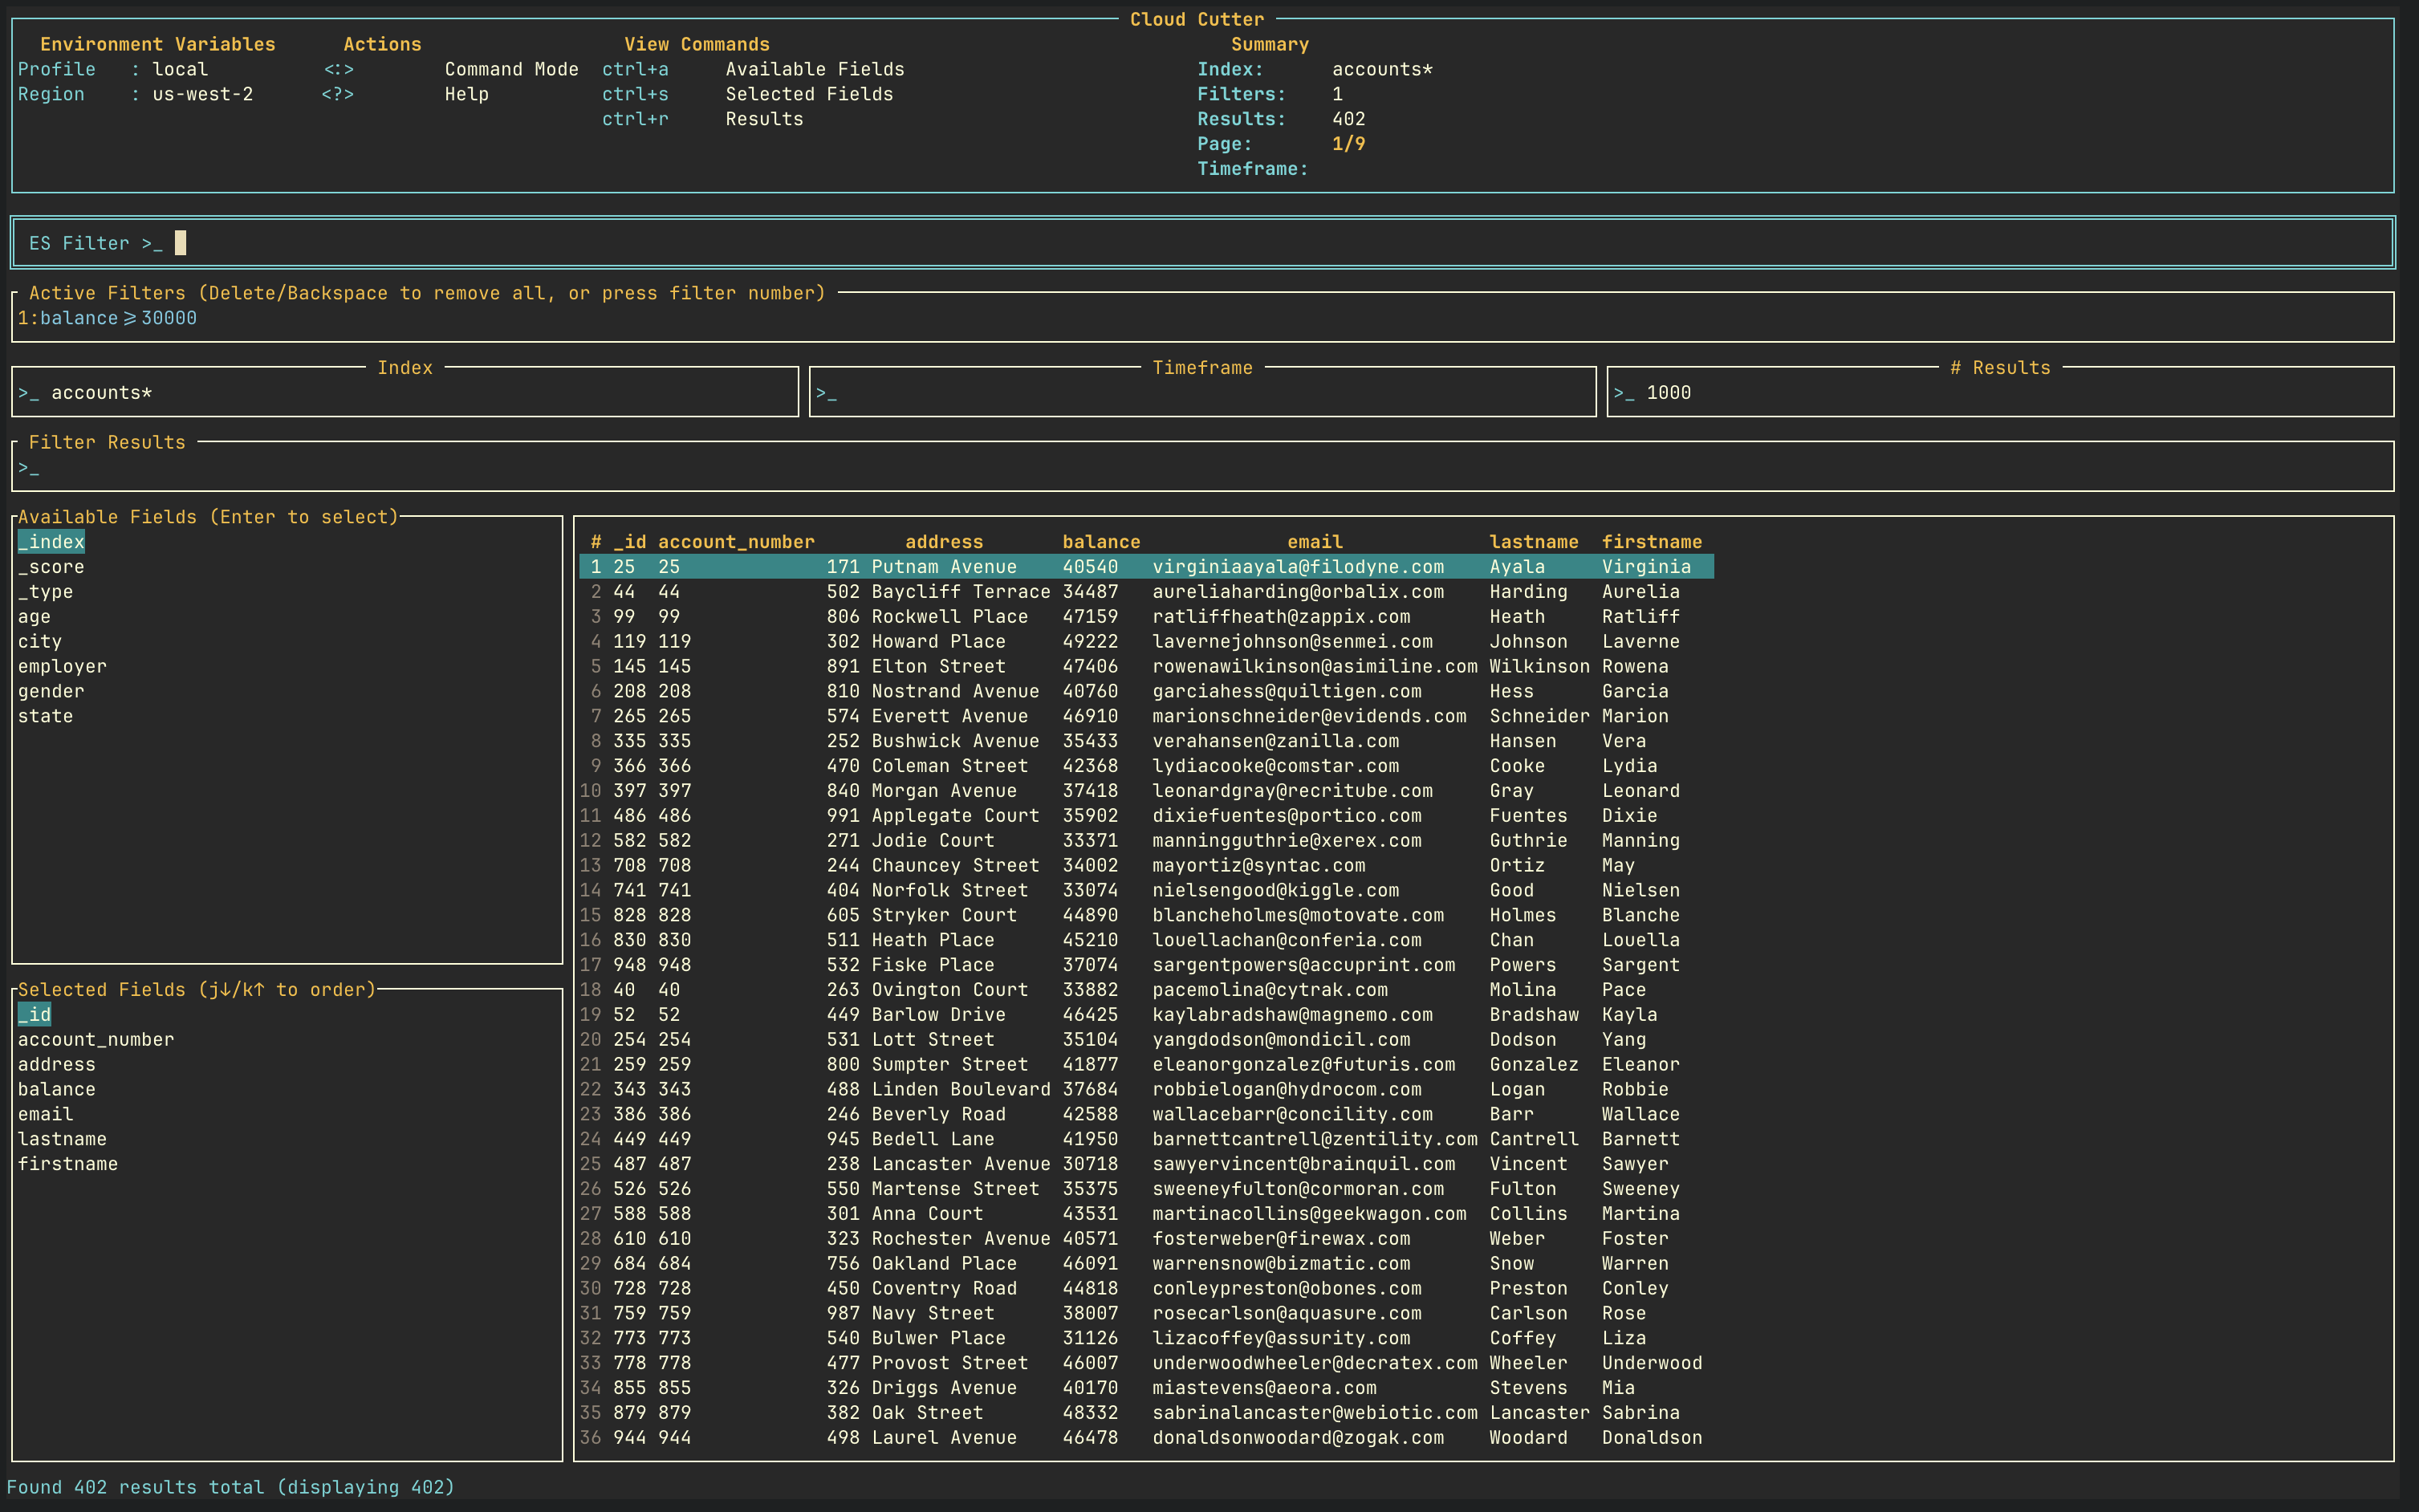 Cloud Cutter
Environment Variables Actions View Commands Summary
Profile : local <:> Command Mode ctrl+a Available Fields Index: accounts*
Region : us-west-2 <?> Help ctrl+s Selected Fields Filters: 1
ctrl+r Results Results: 402
Page: 1/9
Timeframe:
ES Filter >_
Active Filters (Delete/Backspace to remove all, or press filter number)
1:balance≥30000
Index Timeframe # Results
>_ accounts* >_ >_ 1000
Filter Results
>_
Available Fields (Enter to select)
_index
_score
_type
age
city
employer
gender
state
Selected Fields (j↓/k↑ to order)
_id
account_number
address
balance
email
lastname
firstname
# _id account_number address balance email lastname firstname
1 25 25 171 Putnam Avenue 40540 virginiaayala@filodyne.com Ayala Virginia
2 44 44 502 Baycliff Terrace 34487 aureliaharding@orbalix.com Harding Aurelia
3 99 99 806 Rockwell Place 47159 ratliffheath@zappix.com Heath Ratliff
4 119 119 302 Howard Place 49222 lavernejohnson@senmei.com Johnson Laverne
5 145 145 891 Elton Street 47406 rowenawilkinson@asimiline.com Wilkinson Rowena
6 208 208 810 Nostrand Avenue 40760 garciahess@quiltigen.com Hess Garcia
7 265 265 574 Everett Avenue 46910 marionschneider@evidends.com Schneider Marion
8 335 335 252 Bushwick Avenue 35433 verahansen@zanilla.com Hansen Vera
9 366 366 470 Coleman Street 42368 lydiacooke@comstar.com Cooke Lydia
10 397 397 840 Morgan Avenue 37418 leonardgray@recritube.com Gray Leonard
11 486 486 991 Applegate Court 35902 dixiefuentes@portico.com Fuentes Dixie
12 582 582 271 Jodie Court 33371 manningguthrie@xerex.com Guthrie Manning
13 708 708 244 Chauncey Street 34002 mayortiz@syntac.com Ortiz May
14 741 741 404 Norfolk Street 33074 nielsengood@kiggle.com Good Nielsen
15 828 828 605 Stryker Court 44890 blancheholmes@motovate.com Holmes Blanche
16 830 830 511 Heath Place 45210 louellachan@conferia.com Chan Louella
17 948 948 532 Fiske Place 37074 sargentpowers@accuprint.com Powers Sargent
18 40 40 263 Ovington Court 33882 pacemolina@cytrak.com Molina Pace
19 52 52 449 Barlow Drive 46425 kaylabradshaw@magnemo.com Bradshaw Kayla
20 254 254 531 Lott Street 35104 yangdodson@mondicil.com Dodson Yang
21 259 259 800 Sumpter Street 41877 eleanorgonzalez@futuris.com Gonzalez Eleanor
22 343 343 488 Linden Boulevard 37684 robbielogan@hydrocom.com Logan Robbie
23 386 386 246 Beverly Road 42588 wallacebarr@concility.com Barr Wallace
24 449 449 945 Bedell Lane 41950 barnettcantrell@zentility.com Cantrell Barnett
25 487 487 238 Lancaster Avenue 30718 sawyervincent@brainquil.com Vincent Sawyer
26 526 526 550 Martense Street 35375 sweeneyfulton@cormoran.com Fulton Sweeney
27 588 588 301 Anna Court 43531 martinacollins@geekwagon.com Collins Martina
28 610 610 323 Rochester Avenue 40571 fosterweber@firewax.com Weber Foster
29 684 684 756 Oakland Place 46091 warrensnow@bizmatic.com Snow Warren
30 728 728 450 Coventry Road 44818 conleypreston@obones.com Preston Conley
31 759 759 987 Navy Street 38007 rosecarlson@aquasure.com Carlson Rose
32 773 773 540 Bulwer Place 31126 lizacoffey@assurity.com Coffey Liza
33 778 778 477 Provost Street 46007 underwoodwheeler@decratex.com Wheeler Underwood
34 855 855 326 Driggs Avenue 40170 miastevens@aeora.com Stevens Mia
35 879 879 382 Oak Street 48332 sabrinalancaster@webiotic.com Lancaster Sabrina
36 944 944 498 Laurel Avenue 46478 donaldsonwoodard@zogak.com Woodard Donaldson
Found 402 results total (displaying 402)